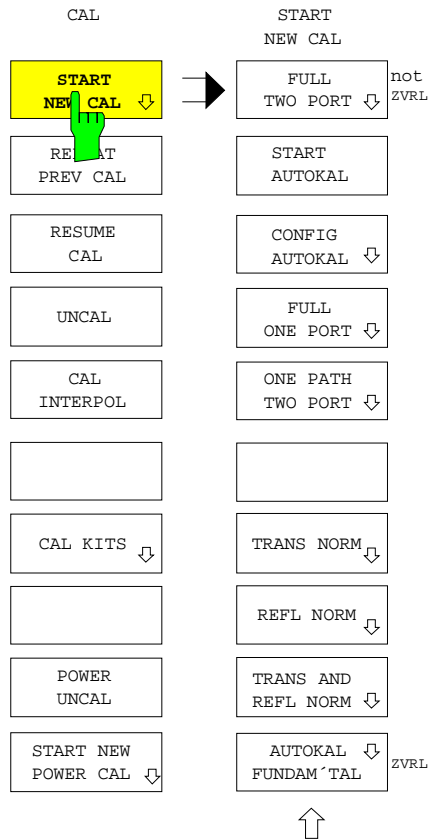 CAL
START
NEW CAL
REPEAT
PREV CAL
RESUME
CAL
UNCAL
CAL
INTERPOL
CAL KITS
POWER
UNCAL
START NEW
POWER CAL
START
NEW CAL
FULL
TWO PORT
not
ZVRL
START
AUTOKAL
CONFIG
AUTOKAL
FULL
ONE PORT
ONE PATH
TWO PORT
TRANS NORM
REFL NORM
TRANS AND
REFL NORM
AUTOKAL
FUNDAM´TAL
ZVRL